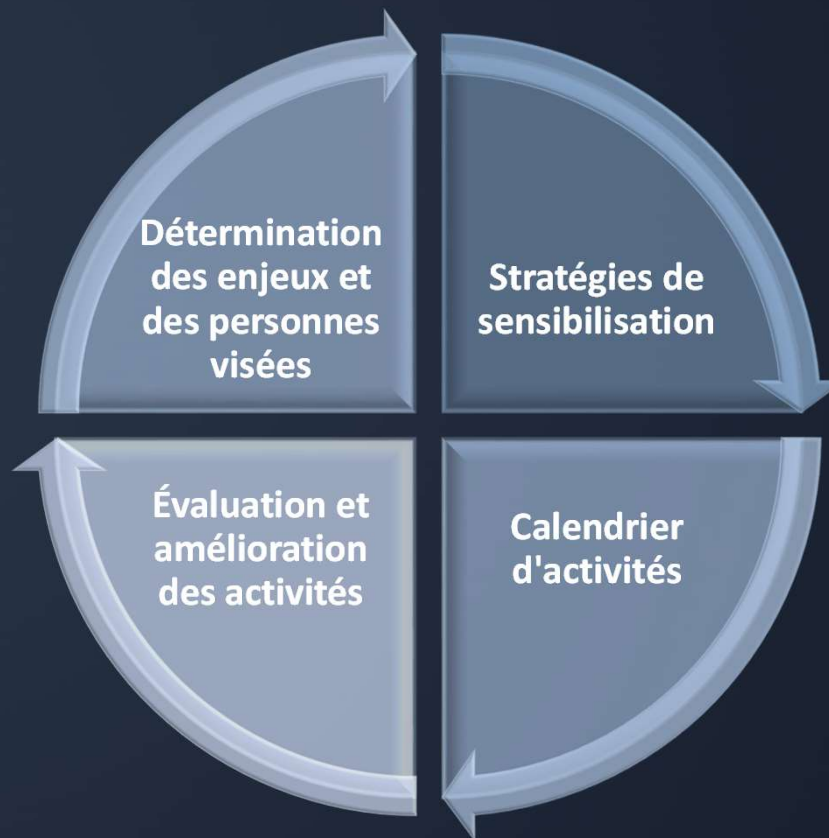 Détermination
des enjeux et
des personnes
visées
Stratégies de
sensibilisation
Calendrier
d'activités
Évaluation et
amélioration
des activités